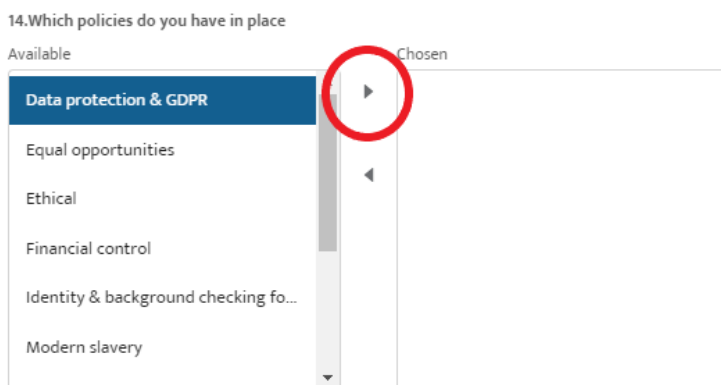 14.Which policies do you have in place
Available
Chosen
Data protection & GDPR
Equal opportunities
Ethical
Financial control
Identity & background checking fo...
Modern slavery